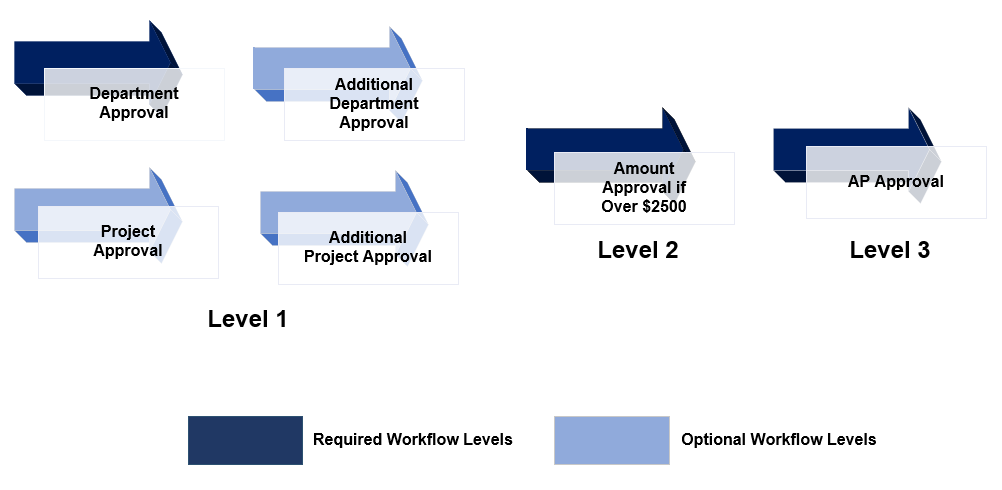 Department
Approval
Additional
Department
Approval
Project
Approval
Additional
Project Approval
Level 1
Amount
Approval if
Over $2500
Level 2
AP Approval
Level 3
Required Workflow Levels
Optional Workflow Levels